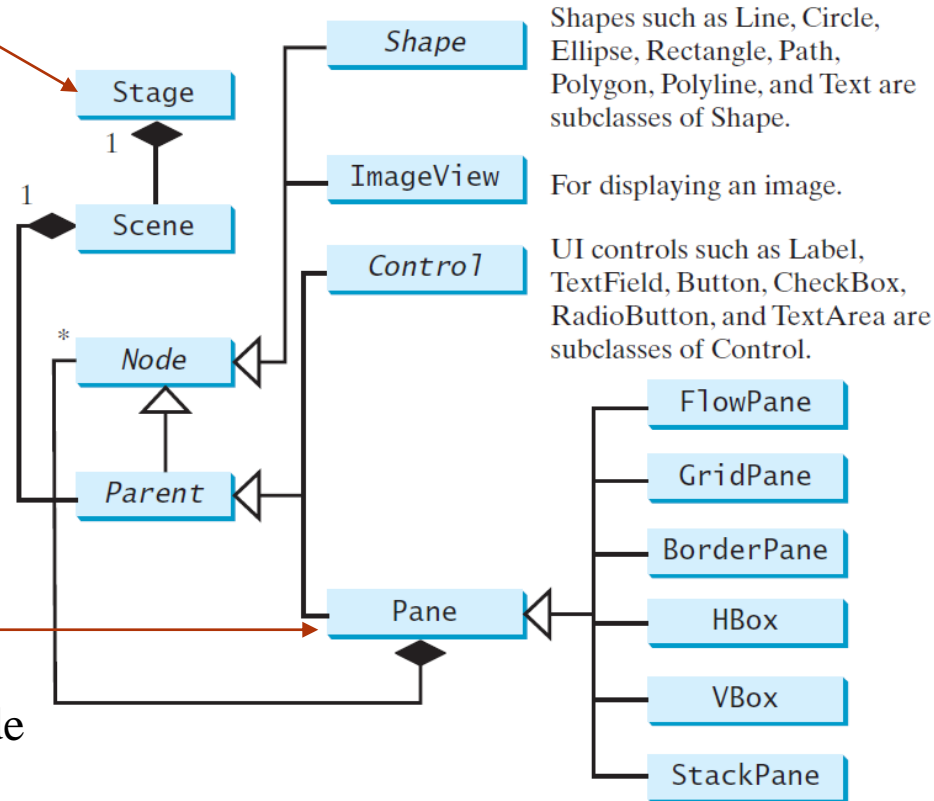 Stage
1
1
Scene
*
Node
Parent
Shape
Shapes such as Line, Circle,
Ellipse, Rectangle, Path,
Polygon, Polyline, and Text are
subclasses of Shape.
ImageView
For displaying an image.
Control
UI controls such as Label,
TextField, Button, CheckBox,
RadioButton, and TextArea are
subclasses of Control.
Pane
FlowPane
GridPane
BorderPane
HBox
VBox
StackPane